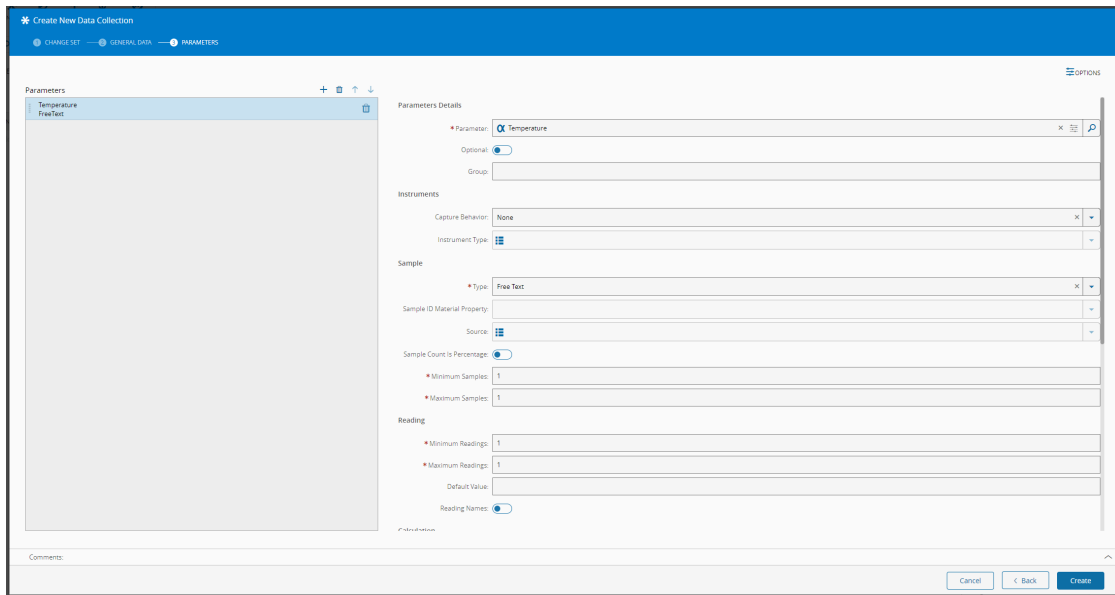 Create New Data Collection
1 CHANGE SET 2 GENERAL DATA 3 PARAMETERS
OPTIONS
Parameters
Temperature
FreeText
Parameters Details
* Parameter: Temperature
Optional:
Group:
Instruments
Capture Behavior: None
Instrument Type:
Sample
* Type: Free Text
Sample ID Material Property:
Source:
Sample Count Is Percentage:
* Minimum Samples: 1
* Maximum Samples: 1
Reading
* Minimum Readings: 1
* Maximum Readings: 1
Default Value:
Reading Names:
Calculation
Comments:
Cancel < Back Create